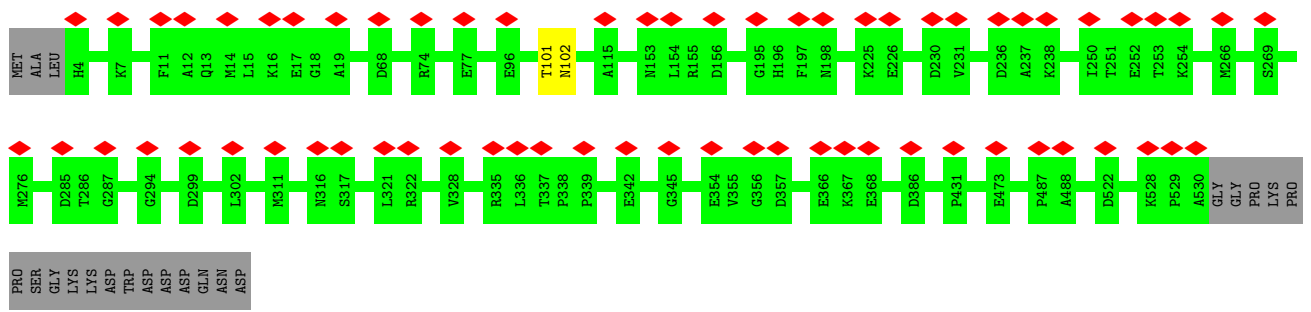 MET ALA LEU H4 K7 F11 A12 Q13 M14 L15 K16 E17 G18 A19 D68 R74 E77 E96 T101 N102 A115 N153 L154 R155 D156 G195 H196 F197 N198 K225 E226 D230 V231 D236 A237 K238 I250 T251 E252 T253 K254 M266 S269
M276 D285 T286 G287 G294 D299 L302 M311 N316 S317 L321 R322 V328 R335 L336 T337 P338 P339 E342 G345 E354 V355 G356 D357 E366 K367 E368 D386 P431 E473 P487 A488 D522 K528 P529 A530 GLY GLY PRO LYS PRO
PRO SER GLY LYS LYS ASP TRP ASP ASP ASP GLN ASN ASP